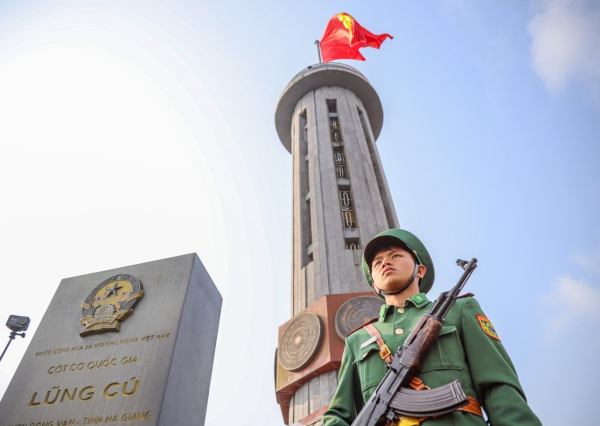 NƯỚC CỘNG HÒA XÃ HỘI CHỦ NGHĨA VIỆT NAM
CỘT CỜ QUỐC GIA
LŨNG CÚ
ĐỒNG VĂN - TỈNH HÀ GIANG